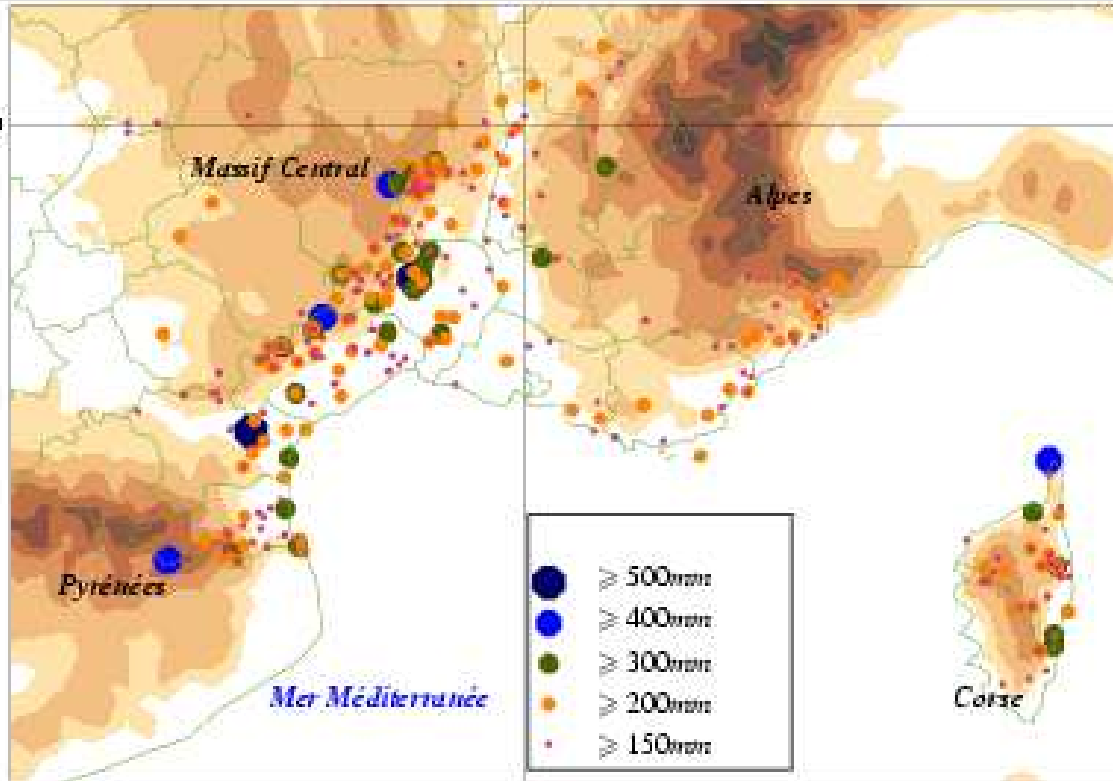 Massif Central
Alpes
Pyrénées
⩾ 500mm
⩾ 400mm
⩾ 300mm
⩾ 200mm
⩾ 150mm
Mer Méditerranée
Corse